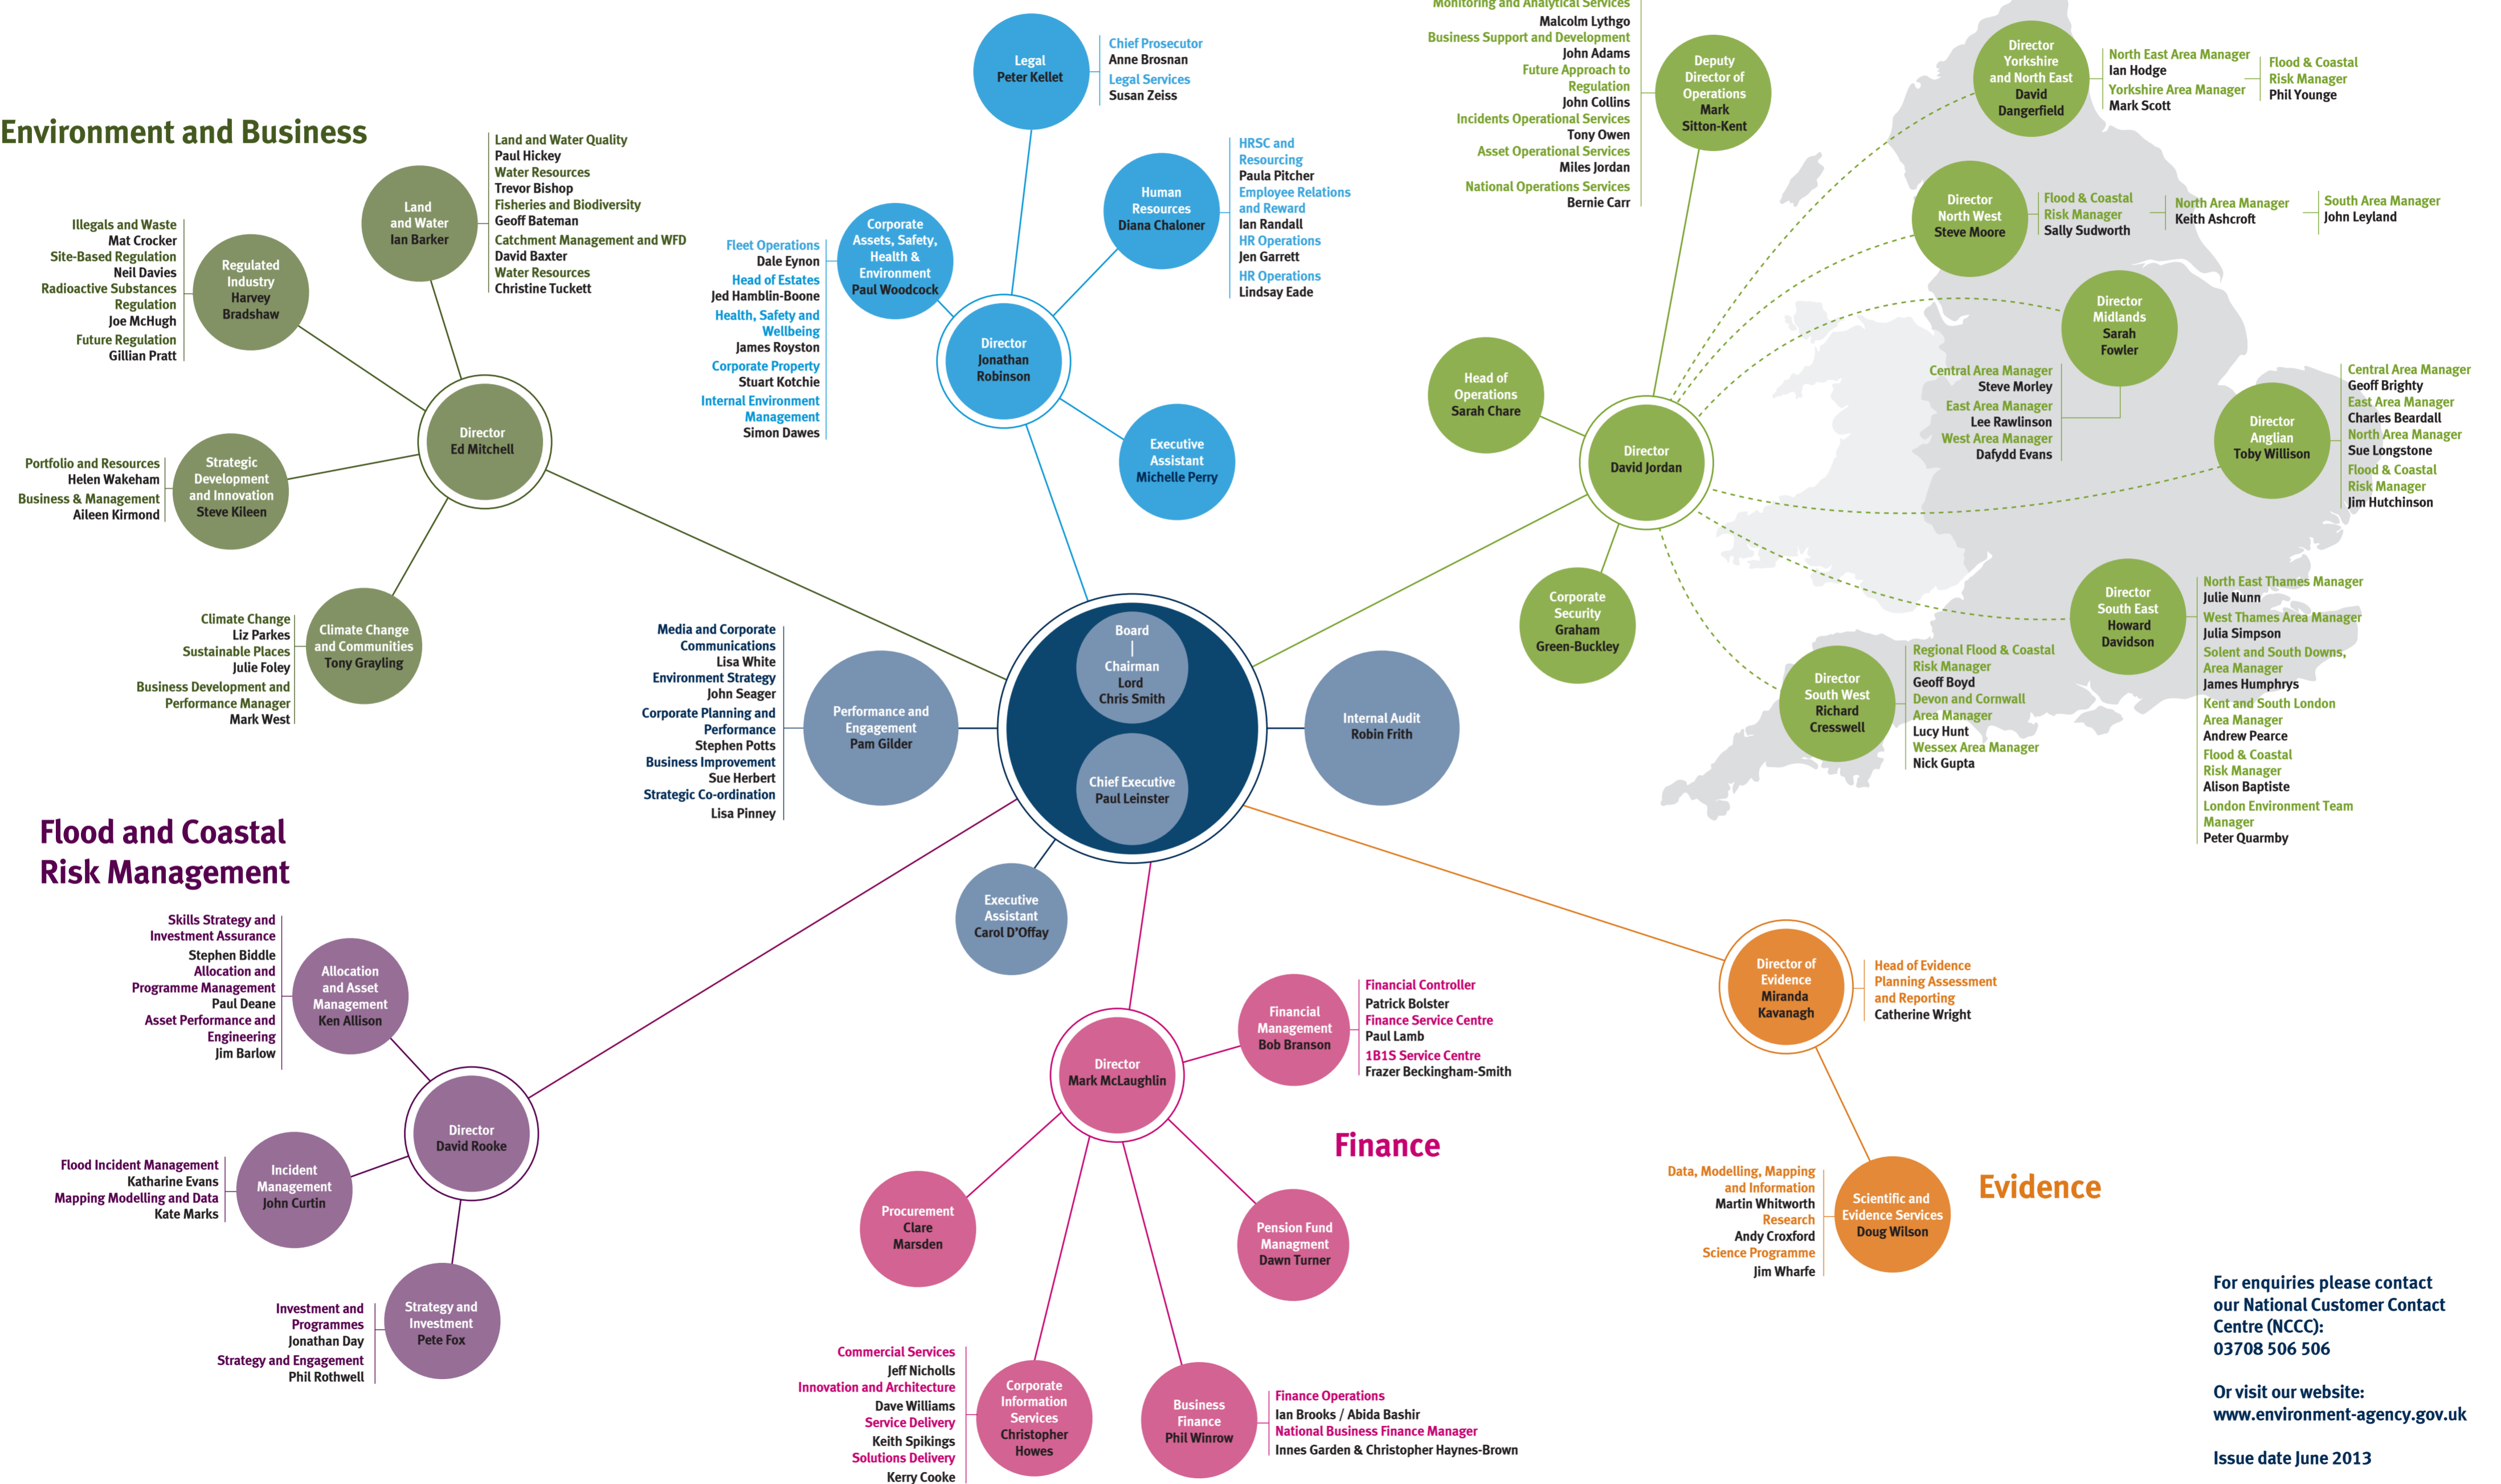 Environment and Business
Land
and Water
Ian Barker
Land and Water Quality
Paul Hickey
Water Resources
Trevor Bishop
Fisheries and Biodiversity
Geoff Bateman
Catchment Management and WFD
David Baxter
Water Resources
Christine Tuckett
Illegals and Waste
Mat Crocker
Site-Based Regulation
Neil Davies
Radioactive Substances
Regulation
Joe McHugh
Future Regulation
Gillian Pratt
Regulated
Industry
Harvey
Bradshaw
Director
Ed Mitchell
Portfolio and Resources
Helen Wakeham
Business & Management
Aileen Kirmond
Strategic
Development
and Innovation
Steve Kileen
Climate Change
Liz Parkes
Sustainable Places
Julie Foley
Business Development and
Performance Manager
Mark West
Climate Change
and Communities
Tony Grayling
Legal
Peter Kellet
Chief Prosecutor
Anne Brosnan
Legal Services
Susan Zeiss
Human
Resources
Diana Chaloner
HRSC and
Resourcing
Paula Pitcher
Employee Relations
and Reward
Ian Randall
HR Operations
Jen Garrett
HR Operations
Lindsay Eade
Fleet Operations
Dale Eynon
Head of Estates
Jed Hamblin-Boone
Health, Safety and
Wellbeing
James Royston
Corporate Property
Stuart Kotchie
Internal Environment
Management
Simon Dawes
Corporate
Assets, Safety,
Health &
Environment
Paul Woodcock
Director
Jonathan
Robinson
Executive
Assistant
Michelle Perry
Monitoring and Analytical Services
Malcolm Lythgo
Business Support and Development
John Adams
Future Approach to
Regulation
John Collins
Incidents Operational Services
Tony Owen
Asset Operational Services
Miles Jordan
National Operations Services
Bernie Carr
Deputy
Director of
Operations
Mark
Sitton-Kent
Head of
Operations
Sarah Chare
Director
David Jordan
Corporate
Security
Graham
Green-Buckley
Director
Yorkshire
and North East
David
Dangerfield
North East Area Manager
Ian Hodge
Yorkshire Area Manager
Mark Scott
Flood & Coastal
Risk Manager
Phil Younge
Director
North West
Steve Moore
Flood & Coastal
Risk Manager
Sally Sudworth
North Area Manager
Keith Ashcroft
South Area Manager
John Leyland
Director
Midlands
Sarah
Fowler
Central Area Manager
Steve Morley
East Area Manager
Lee Rawlinson
West Area Manager
Dafydd Evans
Director
Anglian
Toby Willison
Central Area Manager
Geoff Brighty
East Area Manager
Charles Beardall
North Area Manager
Sue Longstone
Flood & Coastal
Risk Manager
Jim Hutchinson
Director
South East
Howard
Davidson
North East Thames Manager
Julie Nunn
West Thames Area Manager
Julia Simpson
Solent and South Downs,
Area Manager
James Humphrys
Kent and South London
Area Manager
Andrew Pearce
Flood & Coastal
Risk Manager
Alison Baptiste
London Environment Team
Manager
Peter Quarmby
Director
South West
Richard
Cresswell
Regional Flood & Coastal
Risk Manager
Geoff Boyd
Devon and Cornwall
Area Manager
Lucy Hunt
Wessex Area Manager
Nick Gupta
Media and Corporate
Communications
Lisa White
Environment Strategy
John Seager
Corporate Planning and
Performance
Stephen Potts
Business Improvement
Sue Herbert
Strategic Co-ordination
Lisa Pinney
Performance and
Engagement
Pam Gilder
Board
Chairman
Lord
Chris Smith
Chief Executive
Paul Leinster
Internal Audit
Robin Frith
Executive
Assistant
Carol D'Offay
Flood and Coastal
Risk Management
Skills Strategy and
Investment Assurance
Stephen Biddle
Allocation and
Programme Management
Paul Deane
Asset Performance and
Engineering
Jim Barlow
Allocation
and Asset
Management
Ken Allison
Director
David Rooke
Flood Incident Management
Katharine Evans
Mapping Modelling and Data
Kate Marks
Incident
Management
John Curtin
Investment and
Programmes
Jonathan Day
Strategy and Engagement
Phil Rothwell
Strategy and
Investment
Pete Fox
Director
Mark McLaughlin
Financial
Management
Bob Branson
Financial Controller
Patrick Bolster
Finance Service Centre
Paul Lamb
1B1S Service Centre
Frazer Beckingham-Smith
Finance
Procurement
Clare
Marsden
Pension Fund
Managment
Dawn Turner
Commercial Services
Jeff Nicholls
Innovation and Architecture
Dave Williams
Service Delivery
Keith Spikings
Solutions Delivery
Kerry Cooke
Corporate
Information
Services
Christopher
Howes
Business
Finance
Phil Winrow
Finance Operations
Ian Brooks / Abida Bashir
National Business Finance Manager
Innes Garden & Christopher Haynes-Brown
Director of
Evidence
Miranda
Kavanagh
Head of Evidence
Planning Assessment
and Reporting
Catherine Wright
Evidence
Data, Modelling, Mapping
and Information
Martin Whitworth
Research
Andy Croxford
Science Programme
Jim Wharfe
Scientific and
Evidence Services
Doug Wilson
For enquiries please contact
our National Customer Contact
Centre (NCCC):
03708 506 506
Or visit our website:
www.environment-agency.gov.uk
Issue date June 2013